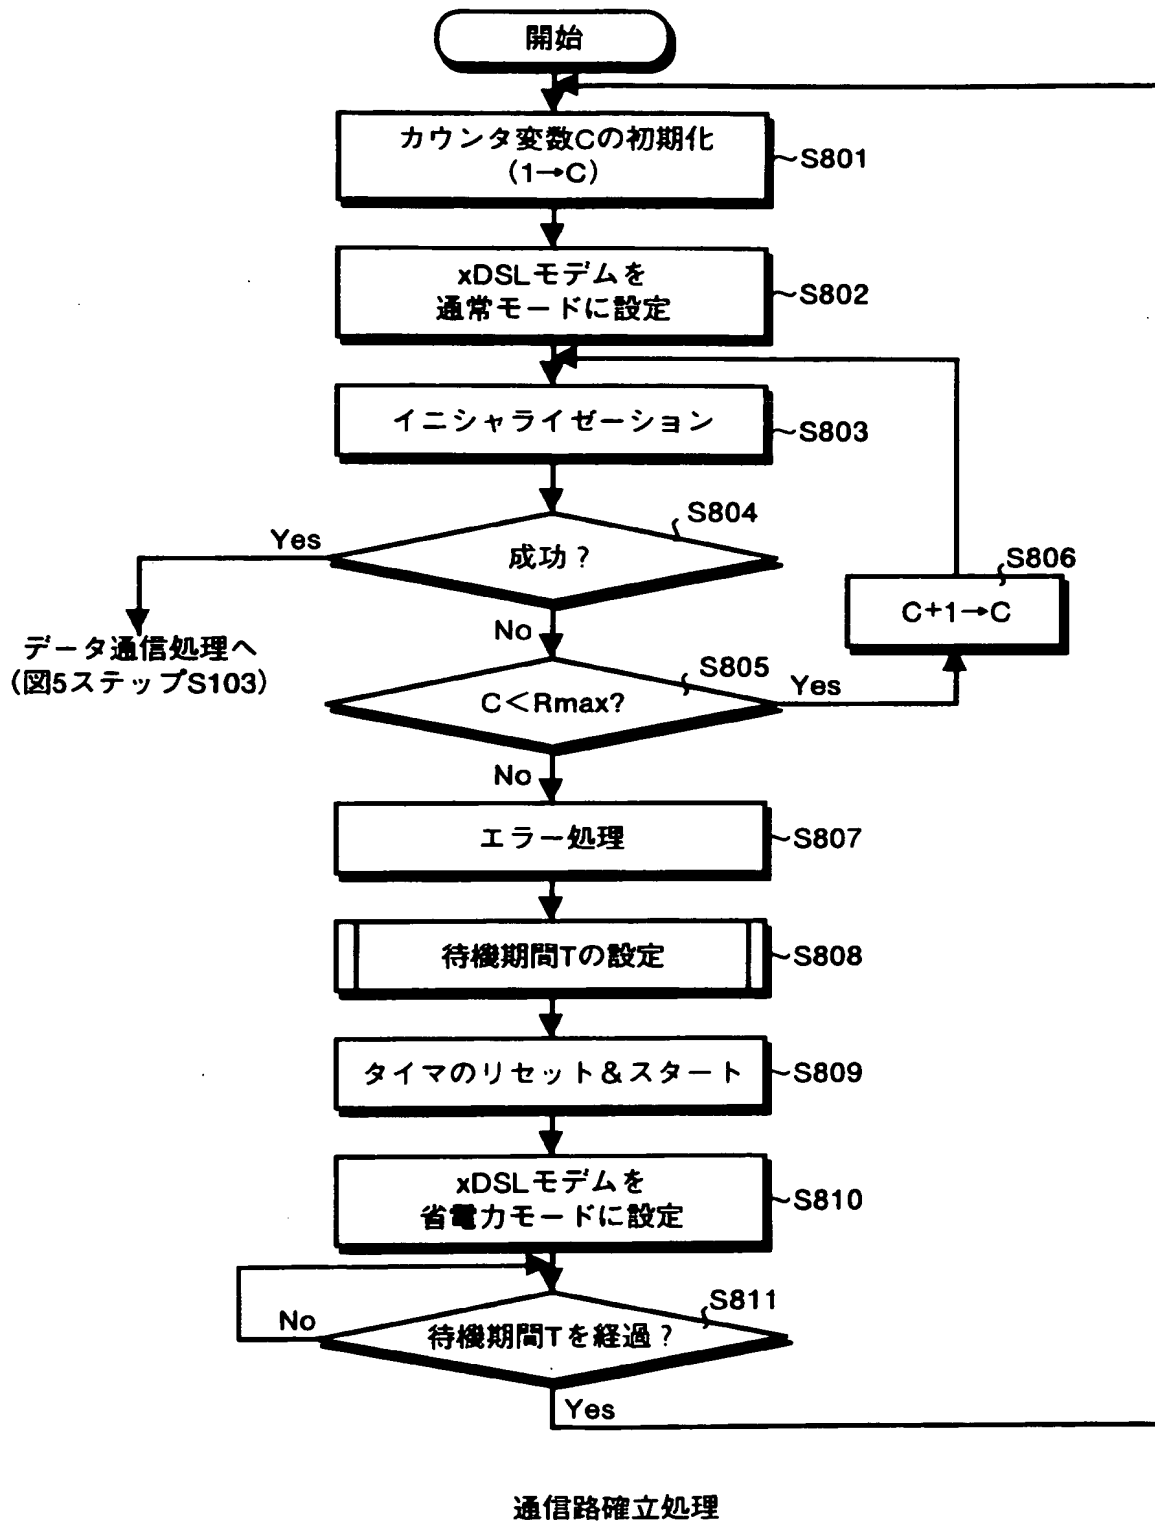 開始
カウンタ変数Cの初期化
(1→C)
S801
xDSLモデムを
通常モードに設定
S802
イニシャライゼーション
S803
S804
成功？
Yes
No
データ通信処理へ
(図5ステップS103)
S806
C+1→C
S805
C＜Rmax?
Yes
No
エラー処理
S807
待機期間Tの設定
S808
タイマのリセット＆スタート
S809
xDSLモデムを
省電力モードに設定
S810
S811
待機期間Tを経過？
No
Yes
通信路確立処理